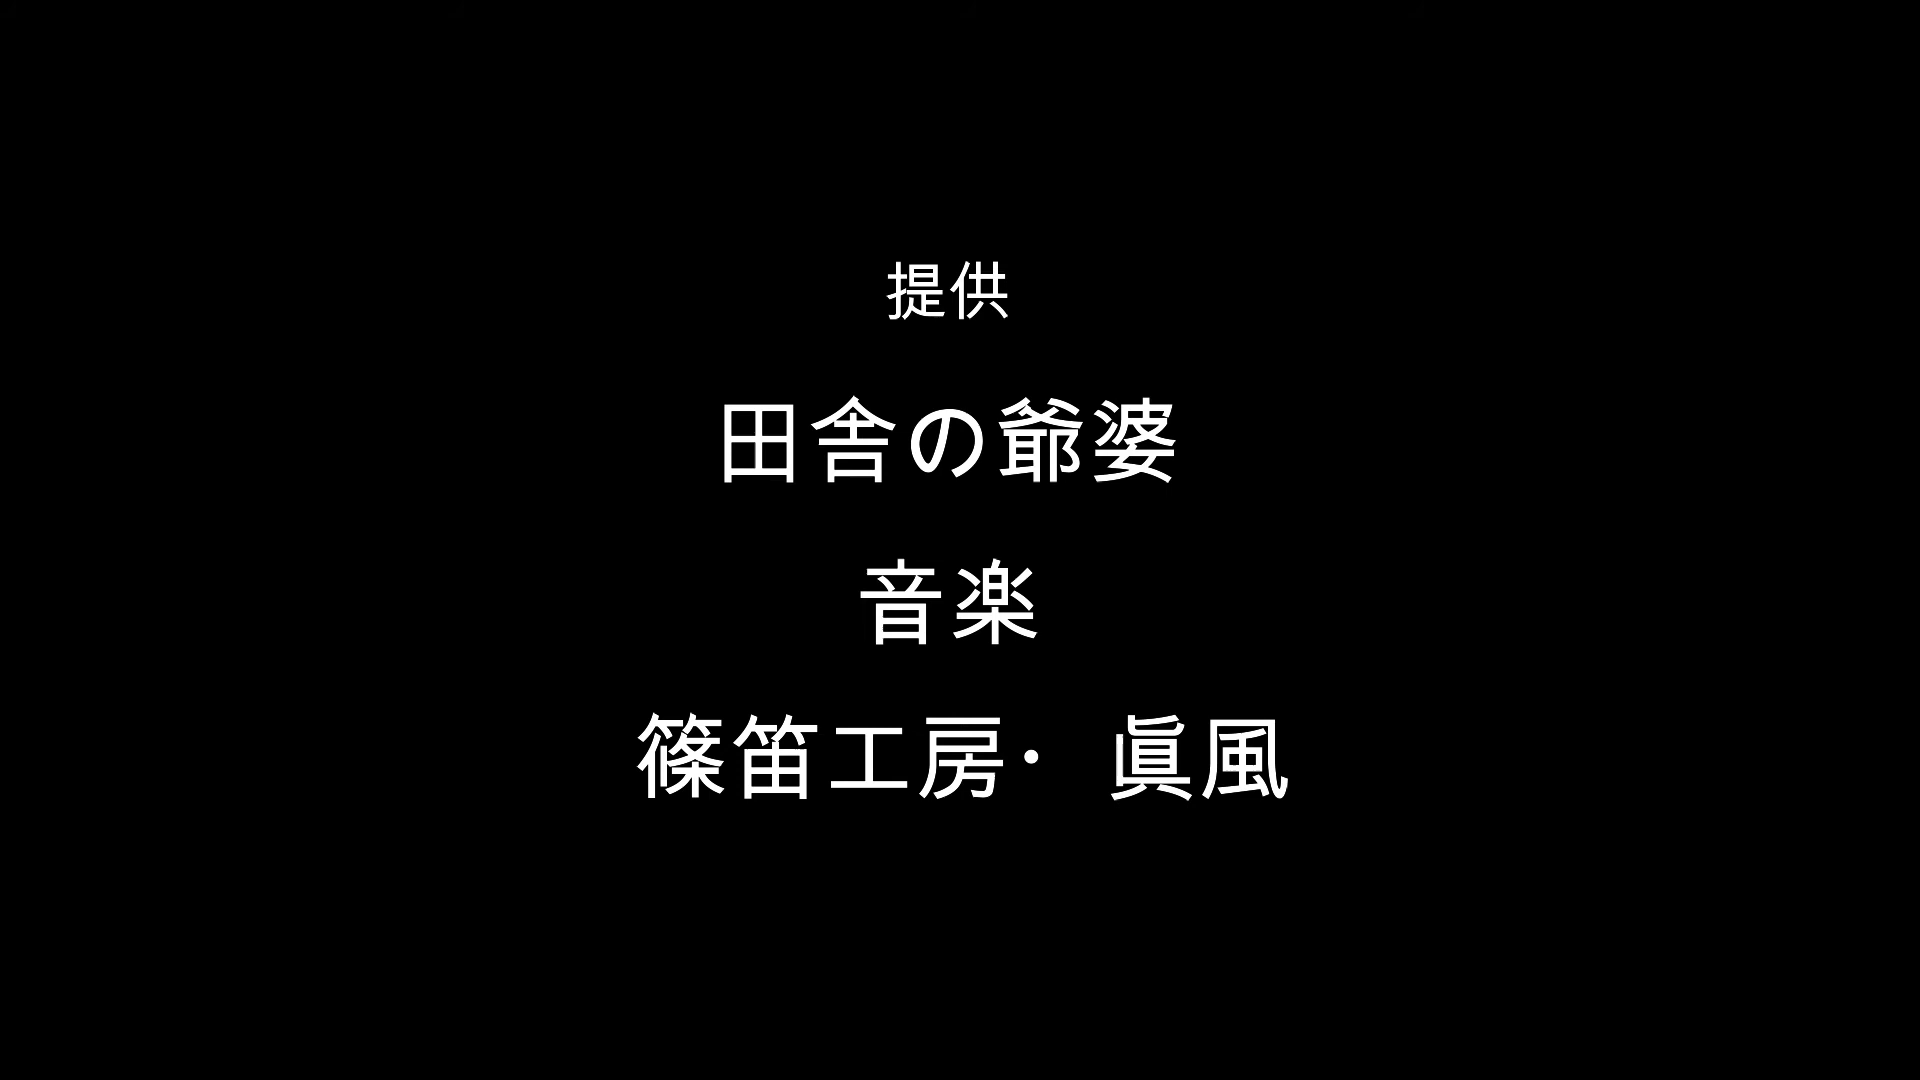 提供
田舎の爺婆
音楽
篠笛工房・ 眞風